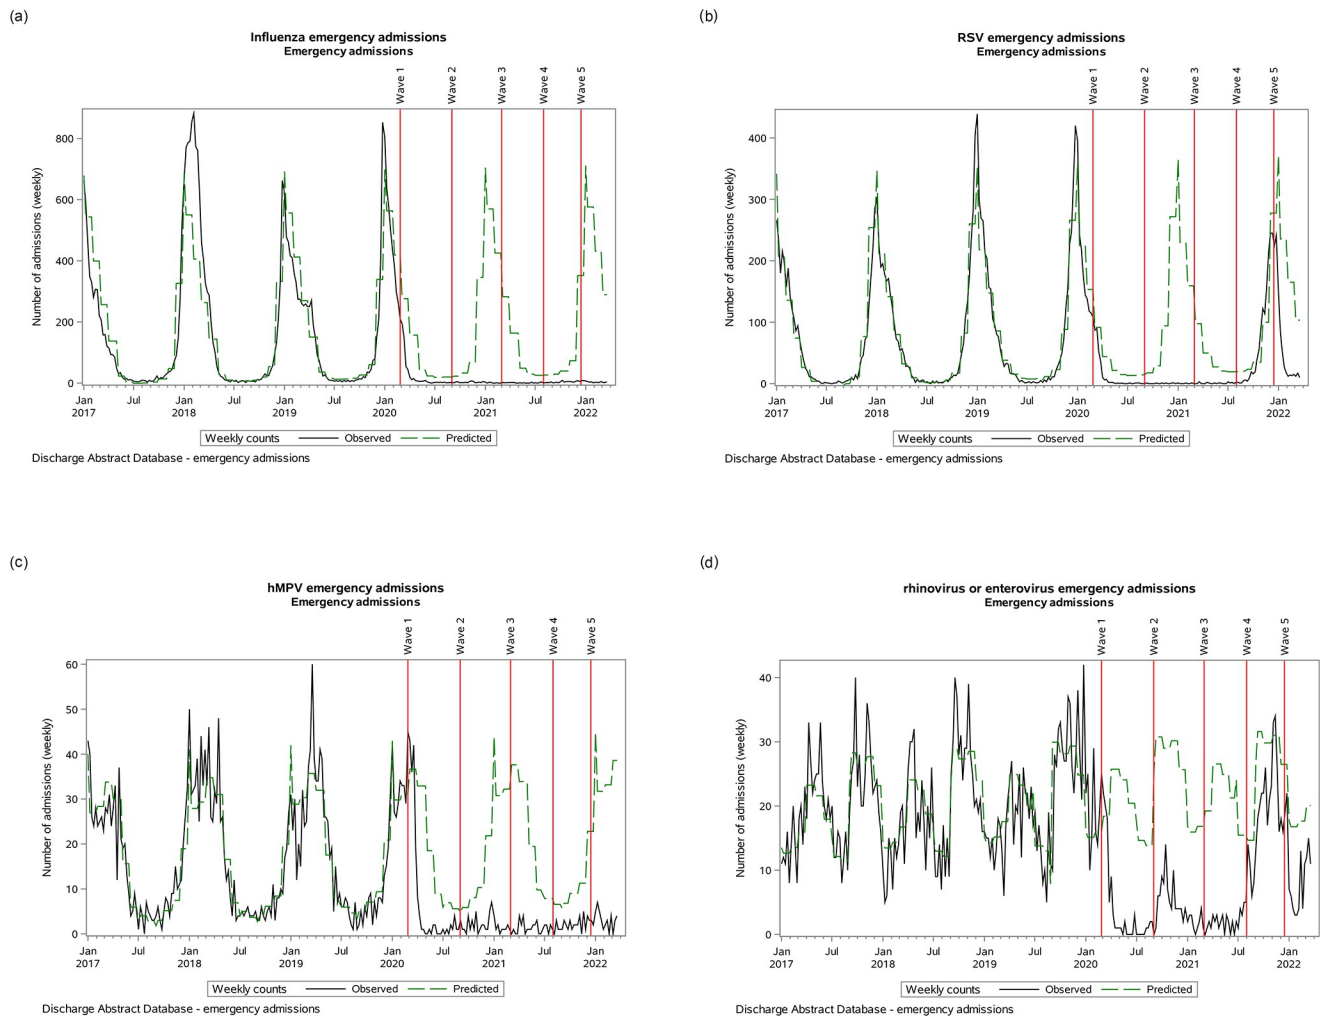 (a)
Influenza emergency admissions
Emergency admissions
Wave 1
Wave 2
Wave 3
Wave 4
Wave 5
Number of admissions (weekly)
800
600
400
200
0
Jan Jul Jan Jul Jan Jul Jan Jul Jan Jul Jan
2017 2018 2019 2020 2021 2022
Weekly counts Observed Predicted
Discharge Abstract Database - emergency admissions
(b)
RSV emergency admissions
Emergency admissions
Wave 1
Wave 2
Wave 3
Wave 4
Wave 5
Number of admissions (weekly)
400
300
200
100
0
Jan Jul Jan Jul Jan Jul Jan Jul Jan Jul Jan
2017 2018 2019 2020 2021 2022
Weekly counts Observed Predicted
Discharge Abstract Database - emergency admissions
(c)
hMPV emergency admissions
Emergency admissions
Wave 1
Wave 2
Wave 3
Wave 4
Wave 5
Number of admissions (weekly)
60
50
40
30
20
10
0
Jan Jul Jan Jul Jan Jul Jan Jul Jan Jul Jan
2017 2018 2019 2020 2021 2022
Weekly counts Observed Predicted
Discharge Abstract Database - emergency admissions
(d)
rhinovirus or enterovirus emergency admissions
Emergency admissions
Wave 1
Wave 2
Wave 3
Wave 4
Wave 5
Number of admissions (weekly)
40
30
20
10
0
Jan Jul Jan Jul Jan Jul Jan Jul Jan Jul Jan
2017 2018 2019 2020 2021 2022
Weekly counts Observed Predicted
Discharge Abstract Database - emergency admissions